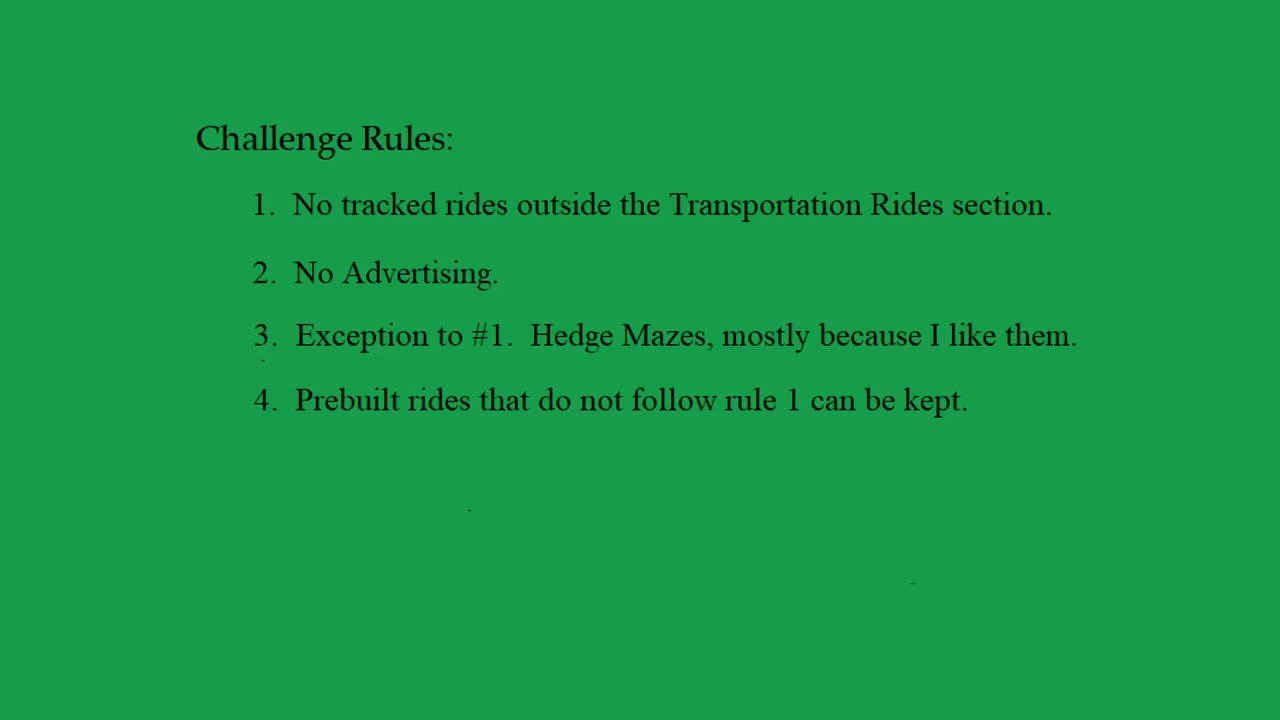 Challenge Rules:
1. No tracked rides outside the Transportation Rides section.
2. No Advertising.
3. Exception to #1. Hedge Mazes, mostly because I like them.
4. Prebuilt rides that do not follow rule 1 can be kept.